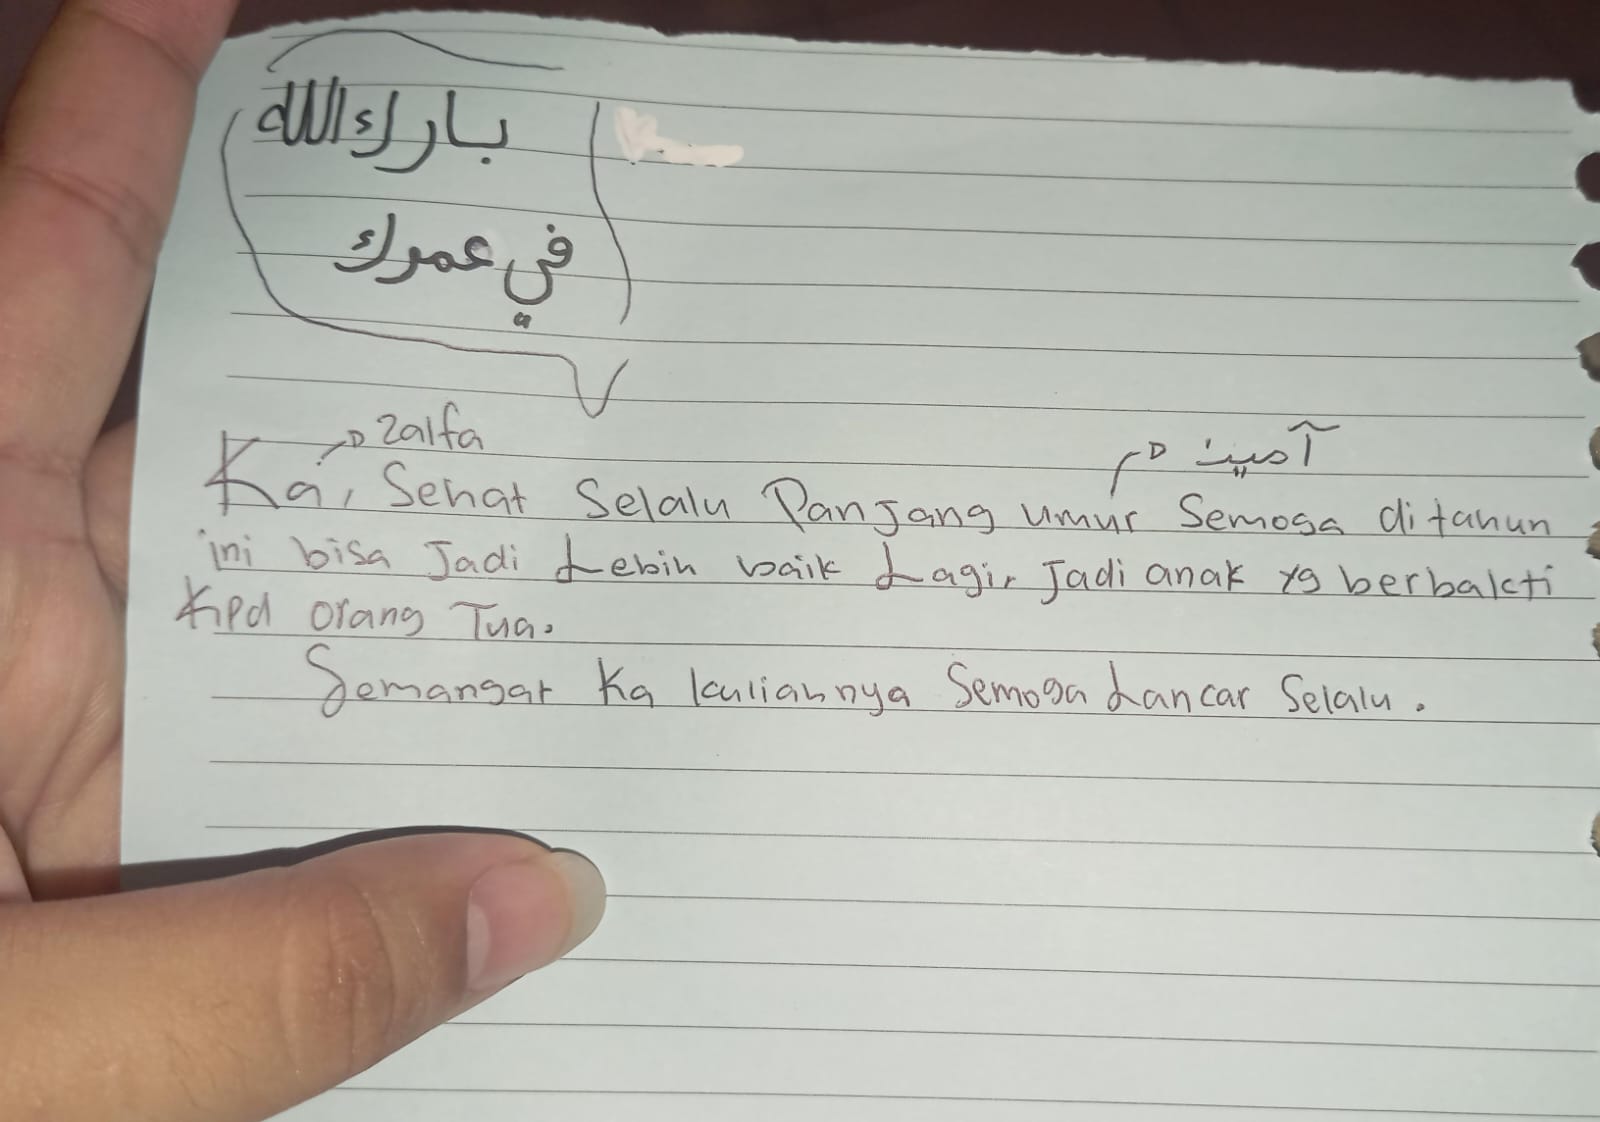 بارك الله
في عمرك
zalfa
آمين
Ka, Sehat Selalu Panjang umur Semoga ditahun
ini bisa Jadi Lebih baik Lagi, Jadi anak yg berbakti
Kpd orang Tua.
Semangat Ka kuliahnya Semoga Lancar Selalu.